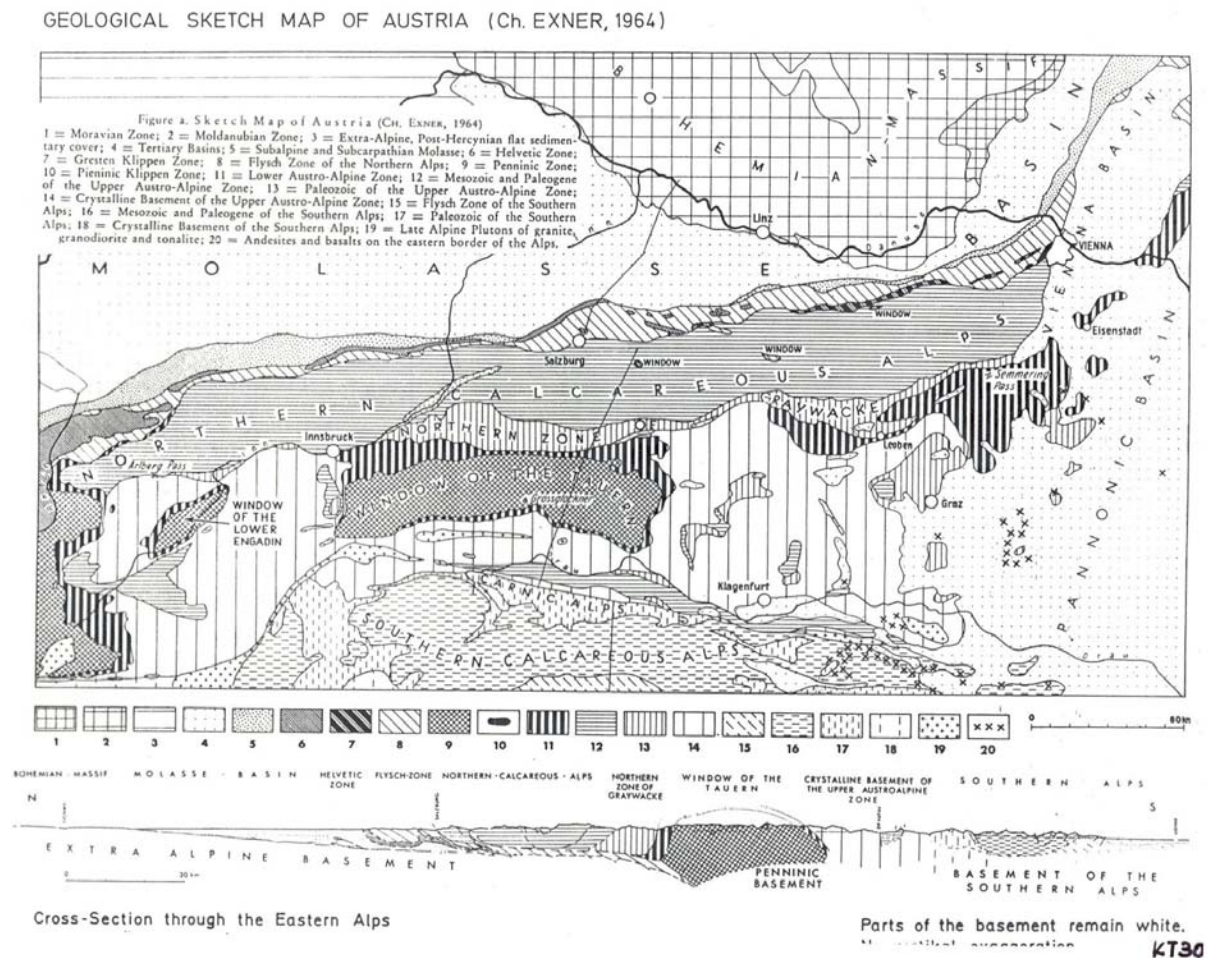 GEOLOGICAL SKETCH MAP OF AUSTRIA (Ch. EXNER, 1964)
Figure a. Sketch Map of Austria (CH. EXNER, 1964)
1 = Moravian Zone; 2 = Moldanubian Zone; 3 = Extra-Alpine, Post-Hercynian flat sedimen-
tary cover; 4 = Tertiary Basins; 5 = Subalpine and Subcarpathian Molasse; 6 = Helvetic Zone;
7 = Gresten Klippen Zone; 8 = Flysch Zone of the Northern Alps; 9 = Penninic Zone;
10 = Pieninic Klippen Zone; 11 = Lower Austro-Alpine Zone; 12 = Mesozoic and Paleogene
of the Upper Austro-Alpine Zone; 13 = Paleozoic of the Upper Austro-Alpine Zone;
14 = Crystalline Basement of the Upper Austro-Alpine Zone; 15 = Flysch Zone of the Southern
Alps; 16 = Mesozoic and Paleogene of the Southern Alps; 17 = Paleozoic of the Southern
Alps; 18 = Crystalline Basement of the Southern Alps; 19 = Late Alpine Plutons of granite,
granodiorite and tonalite; 20 = Andesites and basalts on the eastern border of the Alps.
BOHEMIAN-MASSIF
Linz
Danube
VIENNA
MOLASSE BASIN
VIENNA BASIN
WINDOW
Eisenstadt
Salzburg
WINDOW
WINDOW
NORTHERN CALCAREOUS ALPS
Semmering
Pass
NORTHERN ZONE OF GRAYWACKE
Innsbruck
Arlberg Pass
Leoben
WINDOW OF THE TAUERN
Grossglockner
Graz
WINDOW
OF THE
LOWER
ENGADIN
PANNONIC BASIN
Drau
Klagenfurt
CARNIC ALPS
SOUTHERN CALCAREOUS ALPS
Drau
1 2 3 4 5 6 7 8 9 10 11 12 13 14 15 16 17 18 19 20
0 60km
BOHEMIAN-MASSIF
MOLASSE-BASIN
HELVETIC
ZONE
FLYSCH-ZONE
NORTHERN-CALCAREOUS-ALPS
NORTHERN
ZONE OF
GRAYWACKE
WINDOW OF THE
TAUERN
CRYSTALLINE BASEMENT OF
THE UPPER AUSTROALPINE
ZONE
SOUTHERN ALPS
N
SALZBURG
S
EXTRA ALPINE BASEMENT
0 30 km
PENNINIC
BASEMENT
BASEMENT OF THE
SOUTHERN ALPS
Cross-Section through the Eastern Alps
Parts of the basement remain white.
KT30